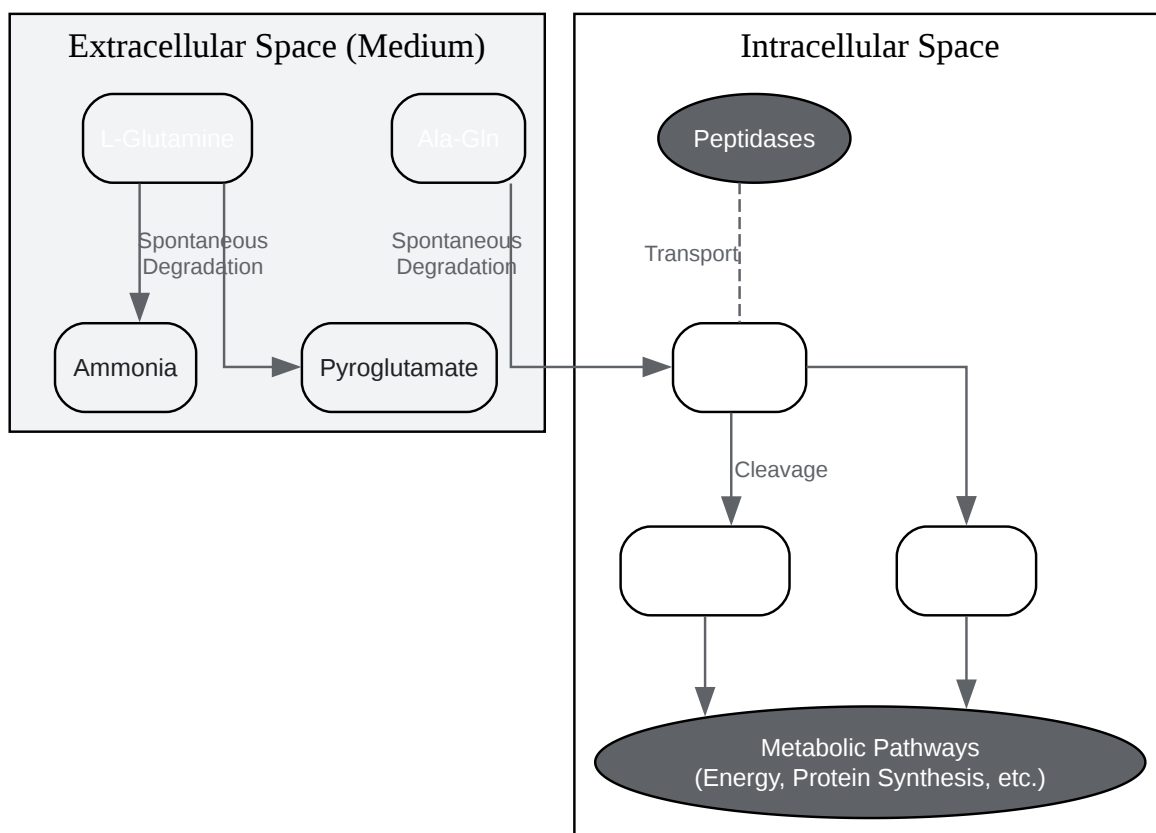 Extracellular Space (Medium)
Intracellular Space
L-Glutamine
Ala-Gln
Peptidases
Spontaneous
Degradation
Spontaneous
Degradation
Transport
Ammonia
Pyroglutamate
Cleavage
Metabolic Pathways
(Energy, Protein Synthesis, etc.)